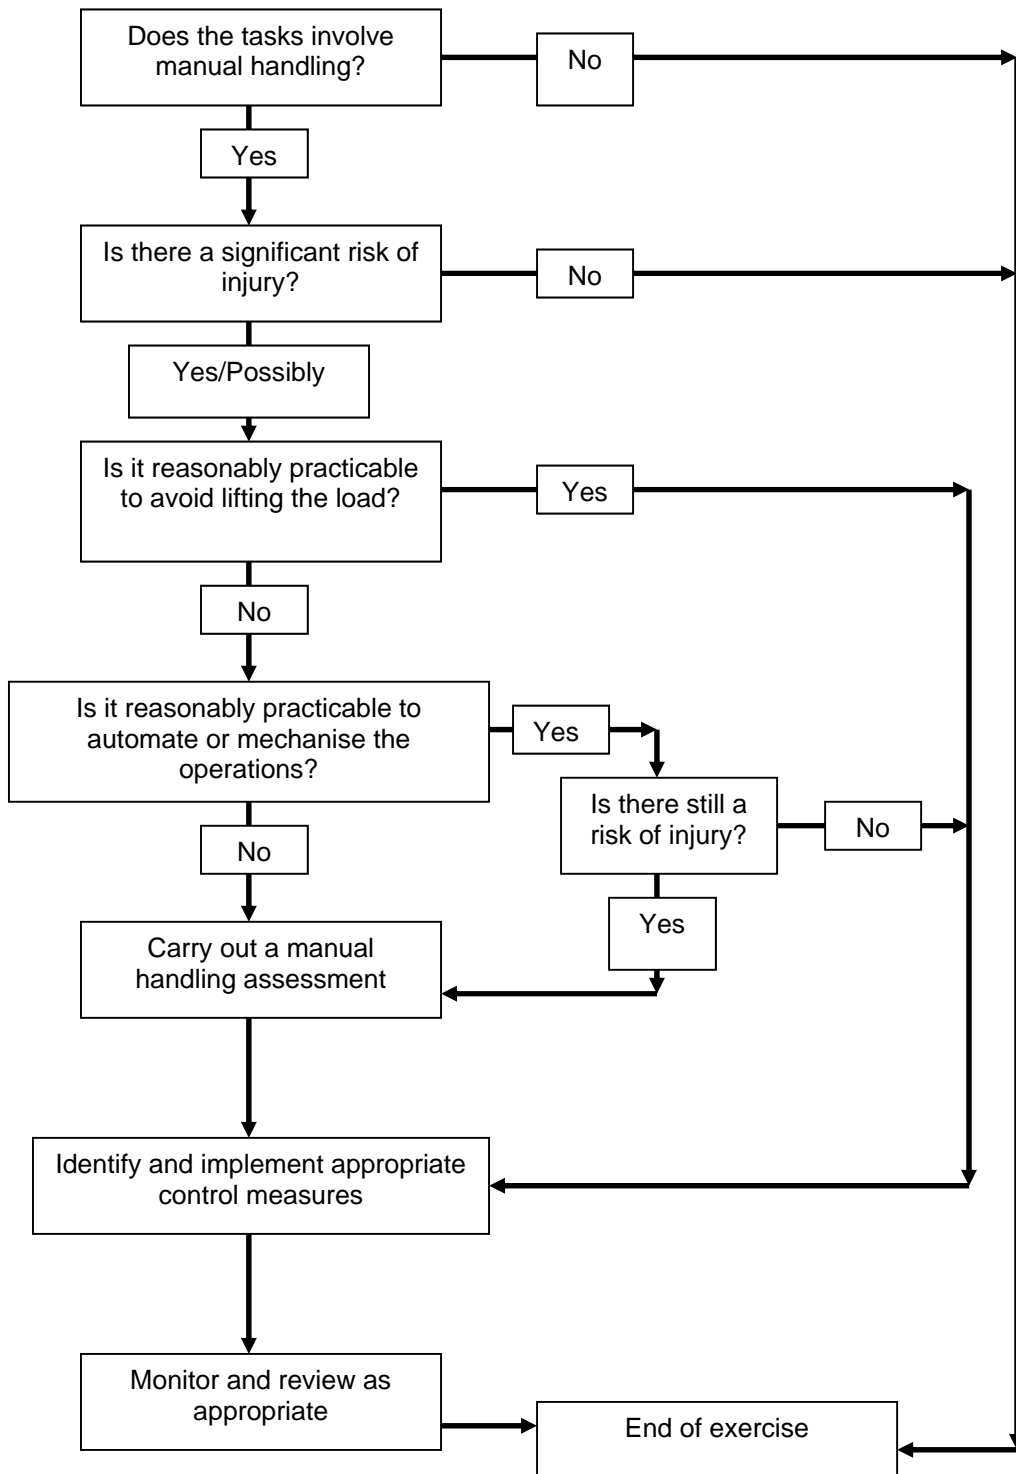 Does the tasks involve
manual handling?
No
Yes
Is there a significant risk of
injury?
No
Yes/Possibly
Is it reasonably practicable
to avoid lifting the load?
Yes
No
Is it reasonably practicable to
automate or mechanise the
operations?
Yes
Is there still a
risk of injury?
No
No
Yes
Carry out a manual
handling assessment
Identify and implement appropriate
control measures
Monitor and review as
appropriate
End of exercise